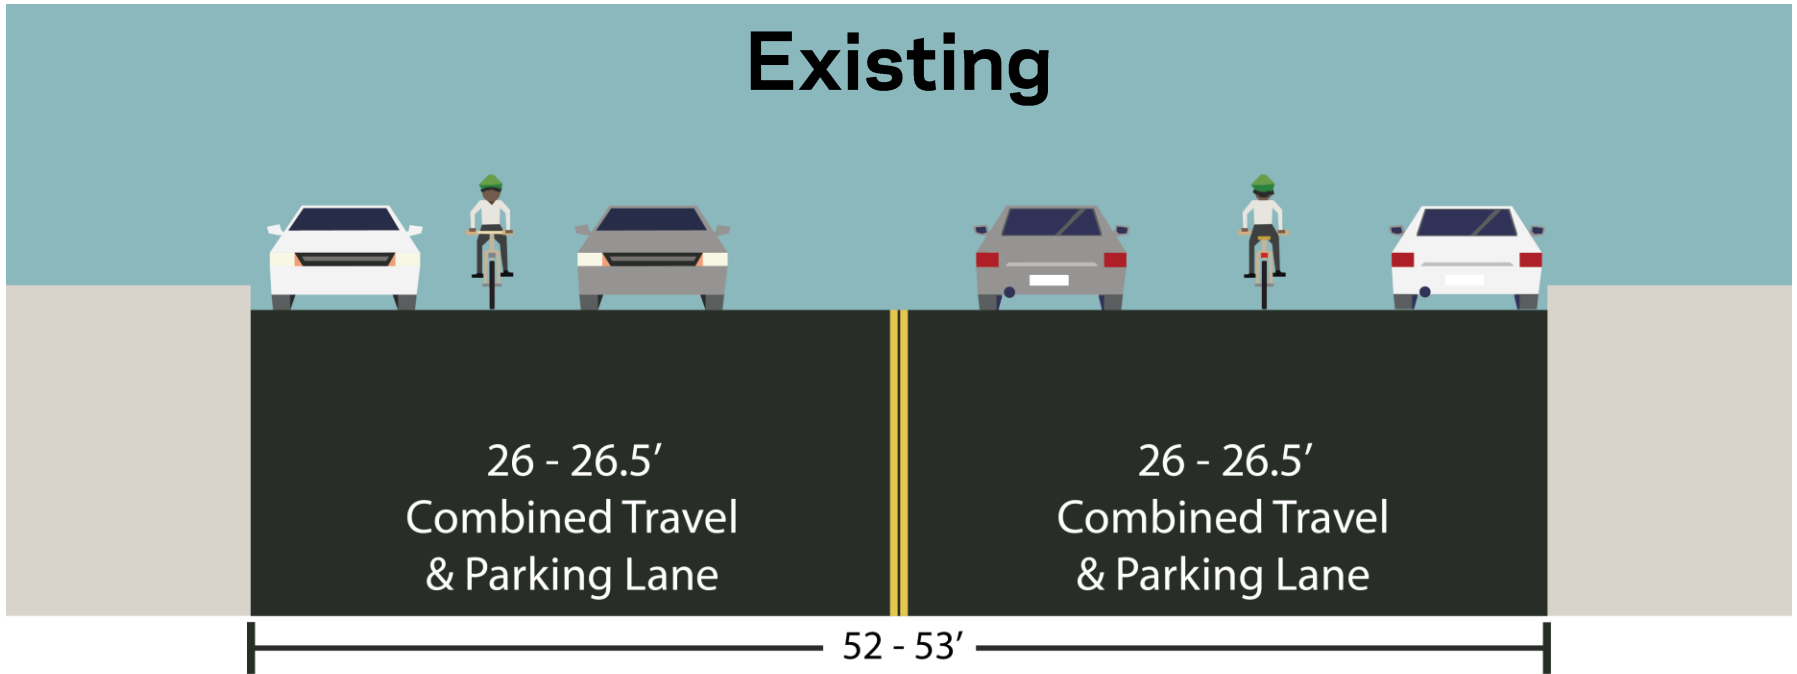 Existing
26 - 26.5’
Combined Travel
& Parking Lane
26 - 26.5’
Combined Travel
& Parking Lane
52 - 53’